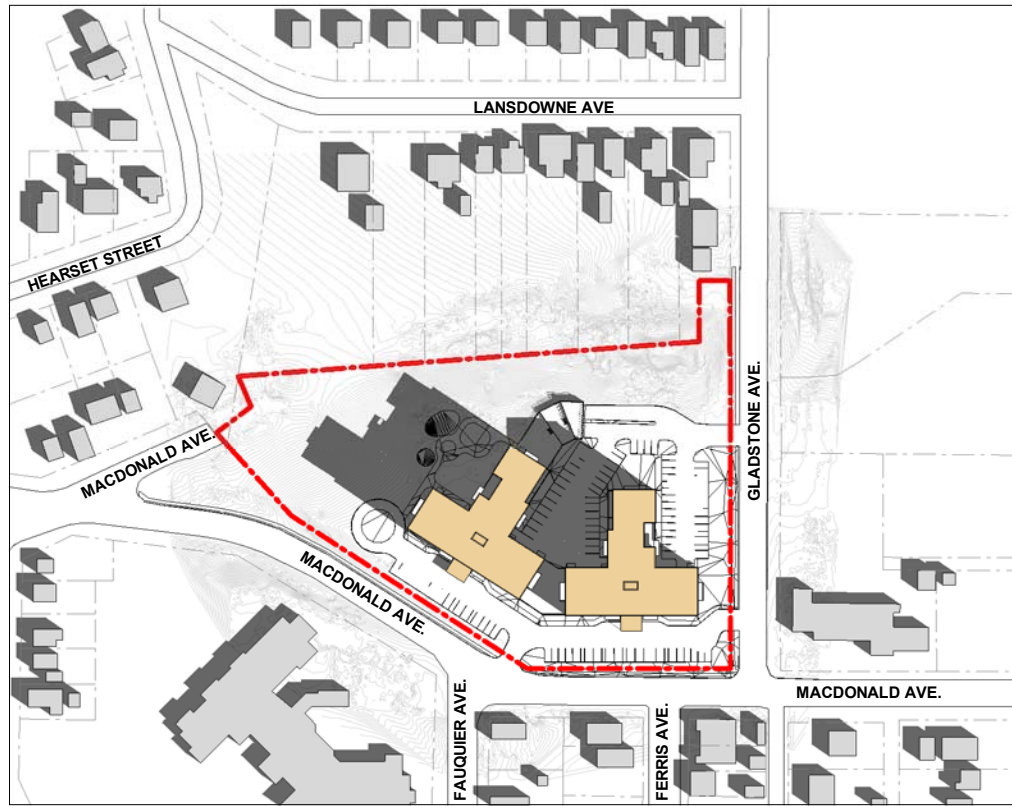 LANSDOWNE AVE
HEARSET STREET
MACDONALD AVE.
GLADSTONE AVE.
MACDONALD AVE.
MACDONALD AVE.
FAUQUIER AVE.
FERRIS AVE.